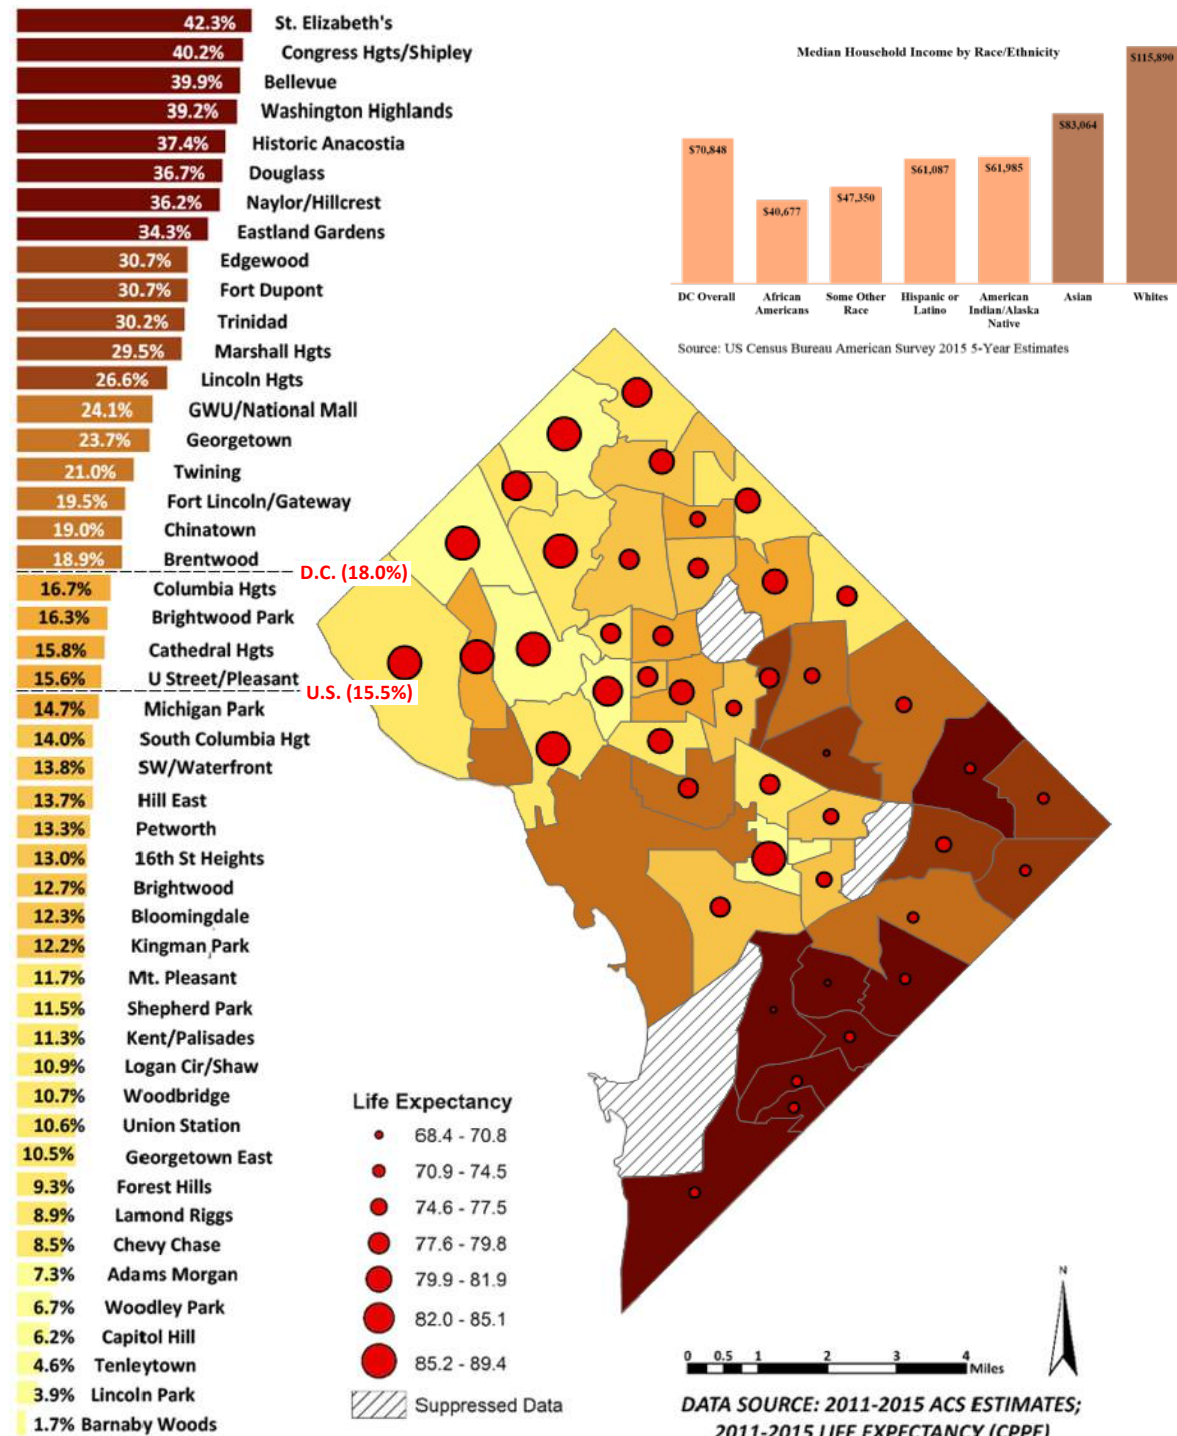 42.3% St. Elizabeth's
40.2% Congress Hgts/Shipley
39.9% Bellevue
39.2% Washington Highlands
37.4% Historic Anacostia
36.7% Douglass
36.2% Naylor/Hillcrest
34.3% Eastland Gardens
30.7% Edgewood
30.7% Fort Dupont
30.2% Trinidad
29.5% Marshall Hgts
26.6% Lincoln Hgts
24.1% GWU/National Mall
23.7% Georgetown
21.0% Twining
19.5% Fort Lincoln/Gateway
19.0% Chinatown
18.9% Brentwood
D.C. (18.0%)
16.7% Columbia Hgts
16.3% Brightwood Park
15.8% Cathedral Hgts
15.6% U Street/Pleasant
U.S. (15.5%)
14.7% Michigan Park
14.0% South Columbia Hgt
13.8% SW/Waterfront
13.7% Hill East
13.3% Petworth
13.0% 16th St Heights
12.7% Brightwood
12.3% Bloomingdale
12.2% Kingman Park
11.7% Mt. Pleasant
11.5% Shepherd Park
11.3% Kent/Palisades
10.9% Logan Cir/Shaw
10.7% Woodbridge
10.6% Union Station
10.5% Georgetown East
9.3% Forest Hills
8.9% Lamond Riggs
8.5% Chevy Chase
7.3% Adams Morgan
6.7% Woodley Park
6.2% Capitol Hill
4.6% Tenleytown
3.9% Lincoln Park
1.7% Barnaby Woods
Median Household Income by Race/Ethnicity
$70,848
$40,677
$47,350
$61,087
$61,985
$83,064
$115,890
DC Overall
African
Americans
Some Other
Race
Hispanic or
Latino
American
Indian/Alaska
Native
Asian
Whites
Source: US Census Bureau American Survey 2015 5-Year Estimates
Life Expectancy
68.4 - 70.8
70.9 - 74.5
74.6 - 77.5
77.6 - 79.8
79.9 - 81.9
82.0 - 85.1
85.2 - 89.4
Suppressed Data
N
0 0.5 1 2 3 4
Miles
DATA SOURCE: 2011-2015 ACS ESTIMATES;
2011-2015 LIFE EXPECTANCY (CPPE)